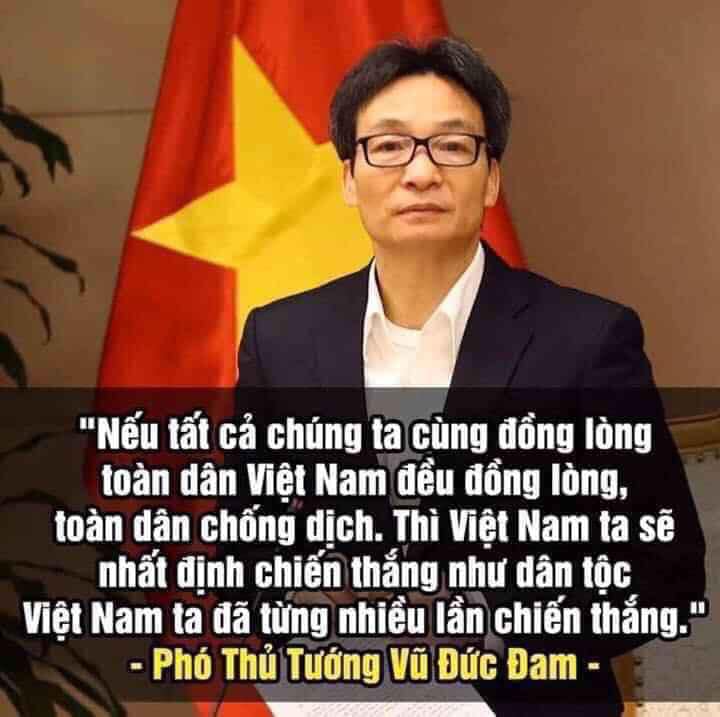 "Nếu tất cả chúng ta cùng đồng lòng
toàn dân Việt Nam đều đồng lòng,
toàn dân chống dịch. Thì Việt Nam ta sẽ
nhất định chiến thắng như dân tộc
Việt Nam ta đã từng nhiều lần chiến thắng."
- Phó Thủ Tướng Vũ Đức Đam -